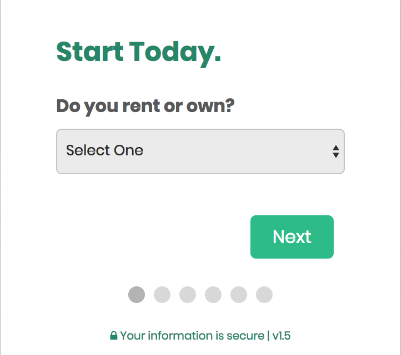 Start Today.
Do you rent or own?
Select One
Next
Your information is secure | v1.5